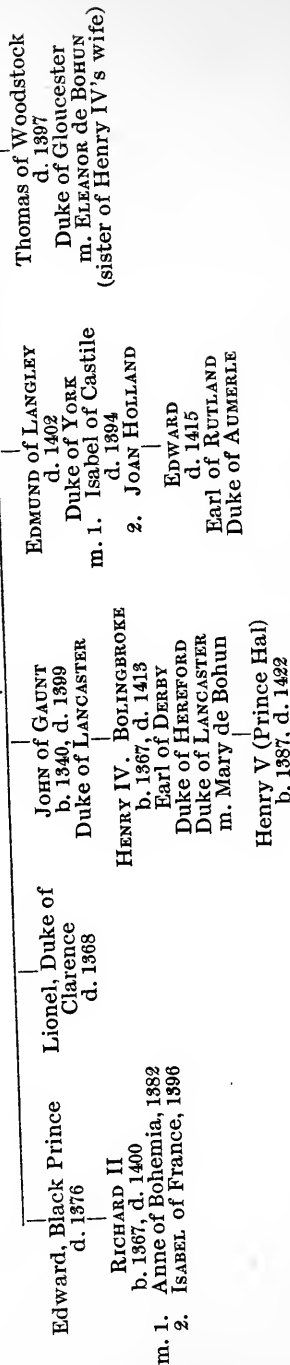 Edward, Black Prince
d. 1376
RICHARD II
b. 1367, d. 1400
m. 1. Anne of Bohemia, 1382
2. ISABEL of France, 1396
Lionel, Duke of
Clarence
d. 1368
JOHN of GAUNT
b. 1340, d. 1399
Duke of LANCASTER
HENRY IV. BOLINGBROKE
b. 1367, d. 1413
Earl of DERBY
Duke of HEREFORD
Duke of LANCASTER
m. Mary de Bohun
Henry V (Prince Hal)
b. 1387. d. 1422
EDMUND of LANGLEY
d. 1402
Duke of YORK
m. 1. Isabel of Castile
d. 1394
2. JOAN HOLLAND
EDWARD
d. 1415
Earl of RUTLAND
Duke of AUMERLE
Thomas of Woodstock
d. 1397
Duke of Gloucester
m. ELEANOR de BOHUN
(sister of Henry IV's wife)